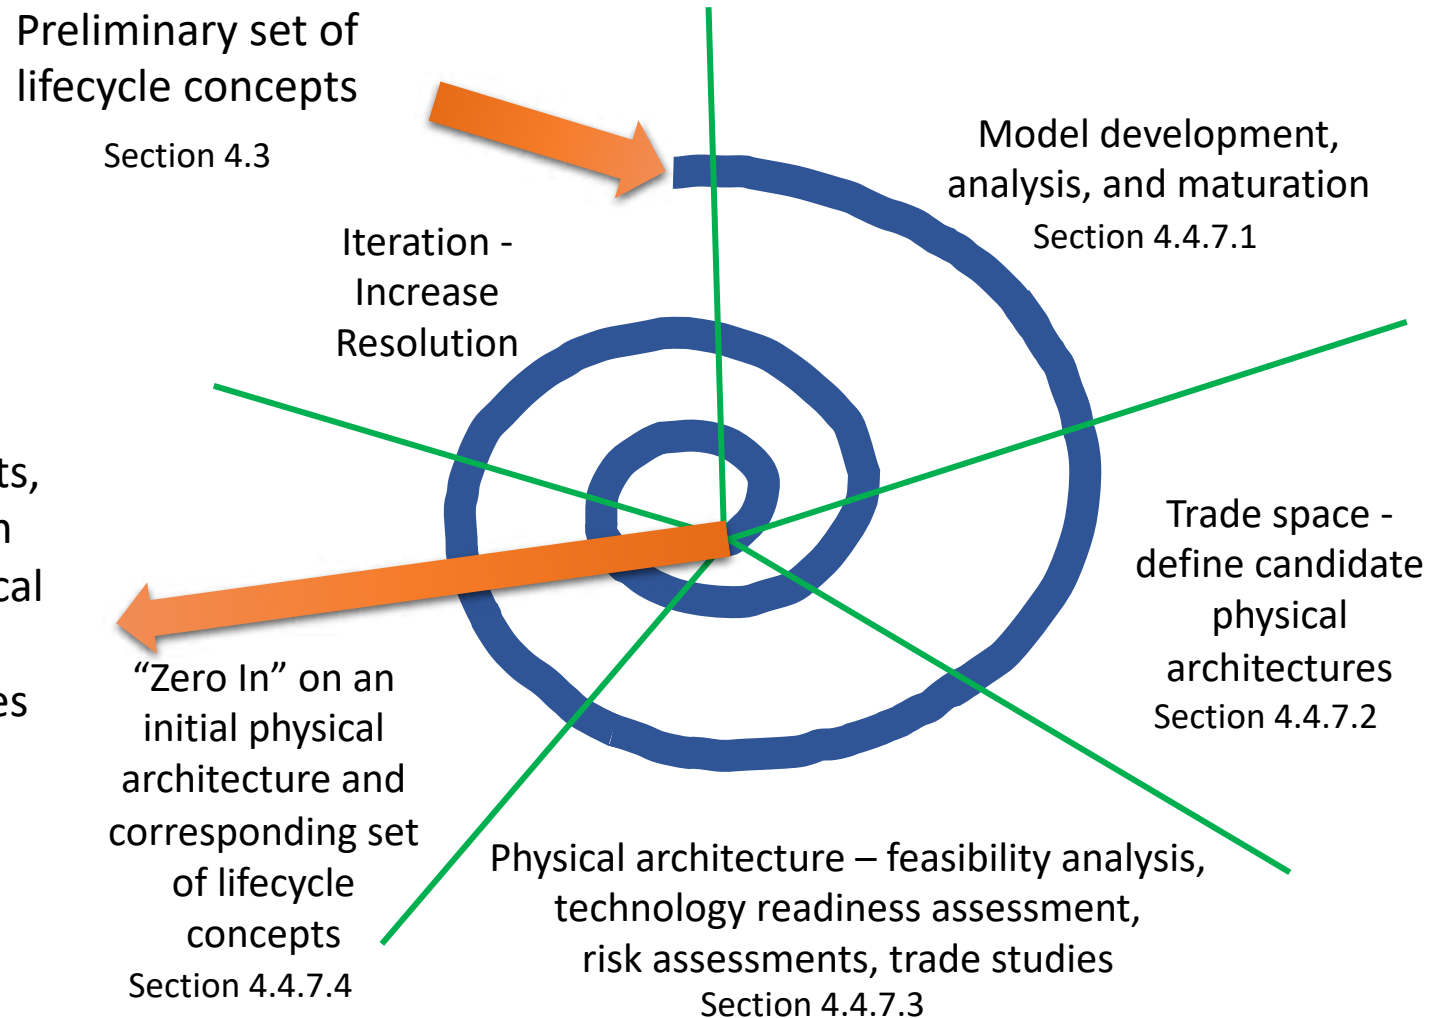 Preliminary set of
lifecycle concepts
Section 4.3
Model development,
analysis, and maturation
Section 4.4.7.1
Iteration -
Increase
Resolution
Trade space -
define candidate
physical
architectures
Section 4.4.7.2
“Zero In” on an
initial physical
architecture and
corresponding set
of lifecycle
concepts
Section 4.4.7.4
Physical architecture – feasibility analysis,
technology readiness assessment,
risk assessments, trade studies
Section 4.4.7.3